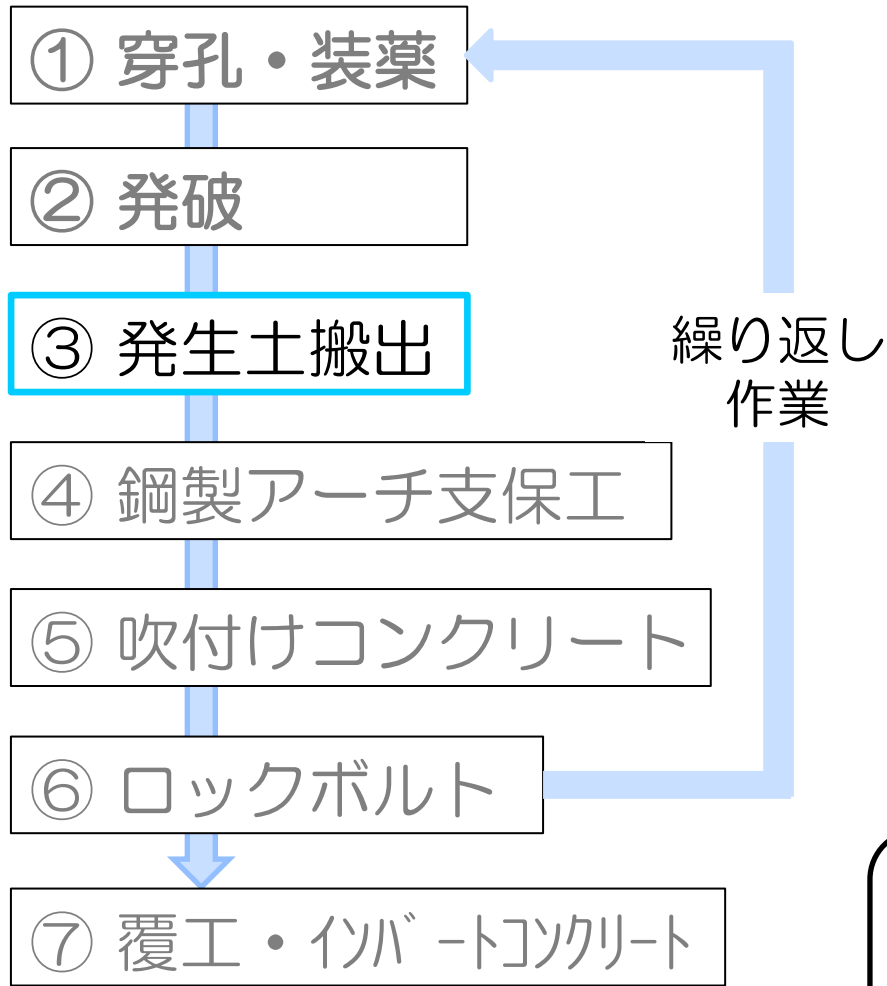 ① 穿孔・装薬
② 発破
③ 発生土搬出
④ 鋼製アーチ支保工
⑤ 吹付けコンクリート
⑥ ロックボルト
⑦ 覆工・インバートコンクリート
繰り返し
作業